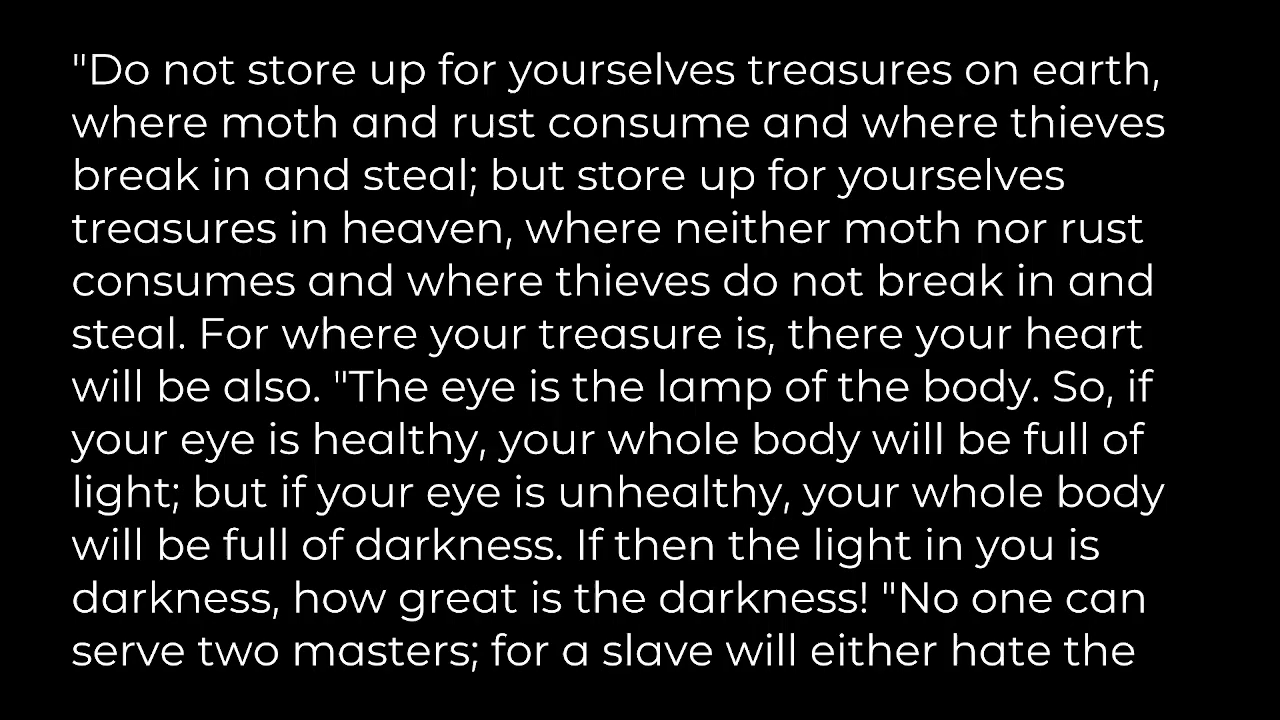 "Do not store up for yourselves treasures on earth,
where moth and rust consume and where thieves
break in and steal; but store up for yourselves
treasures in heaven, where neither moth nor rust
consumes and where thieves do not break in and
steal. For where your treasure is, there your heart
will be also. "The eye is the lamp of the body. So, if
your eye is healthy, your whole body will be full of
light; but if your eye is unhealthy, your whole body
will be full of darkness. If then the light in you is
darkness, how great is the darkness! "No one can
serve two masters; for a slave will either hate the